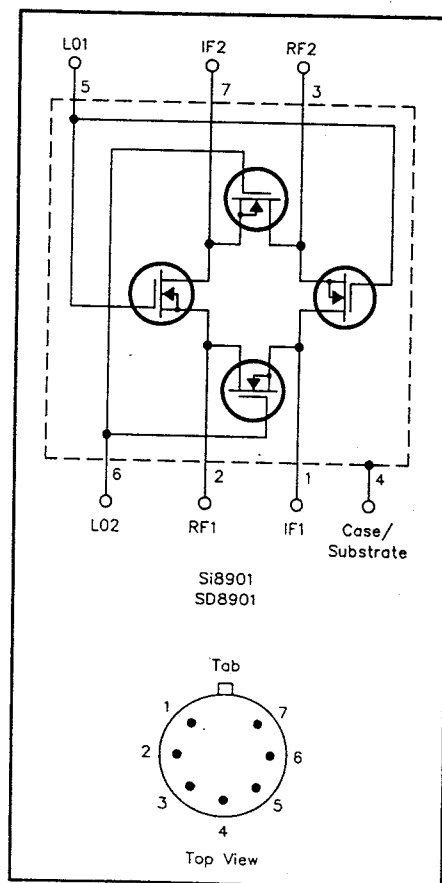 LO1 IF2 RF2
5 7 3
6 2 1 4
LO2 RF1 IF1 Case/
Substrate
Si8901
SD8901
Tab
1 7
2 6
3 5
4
Top View